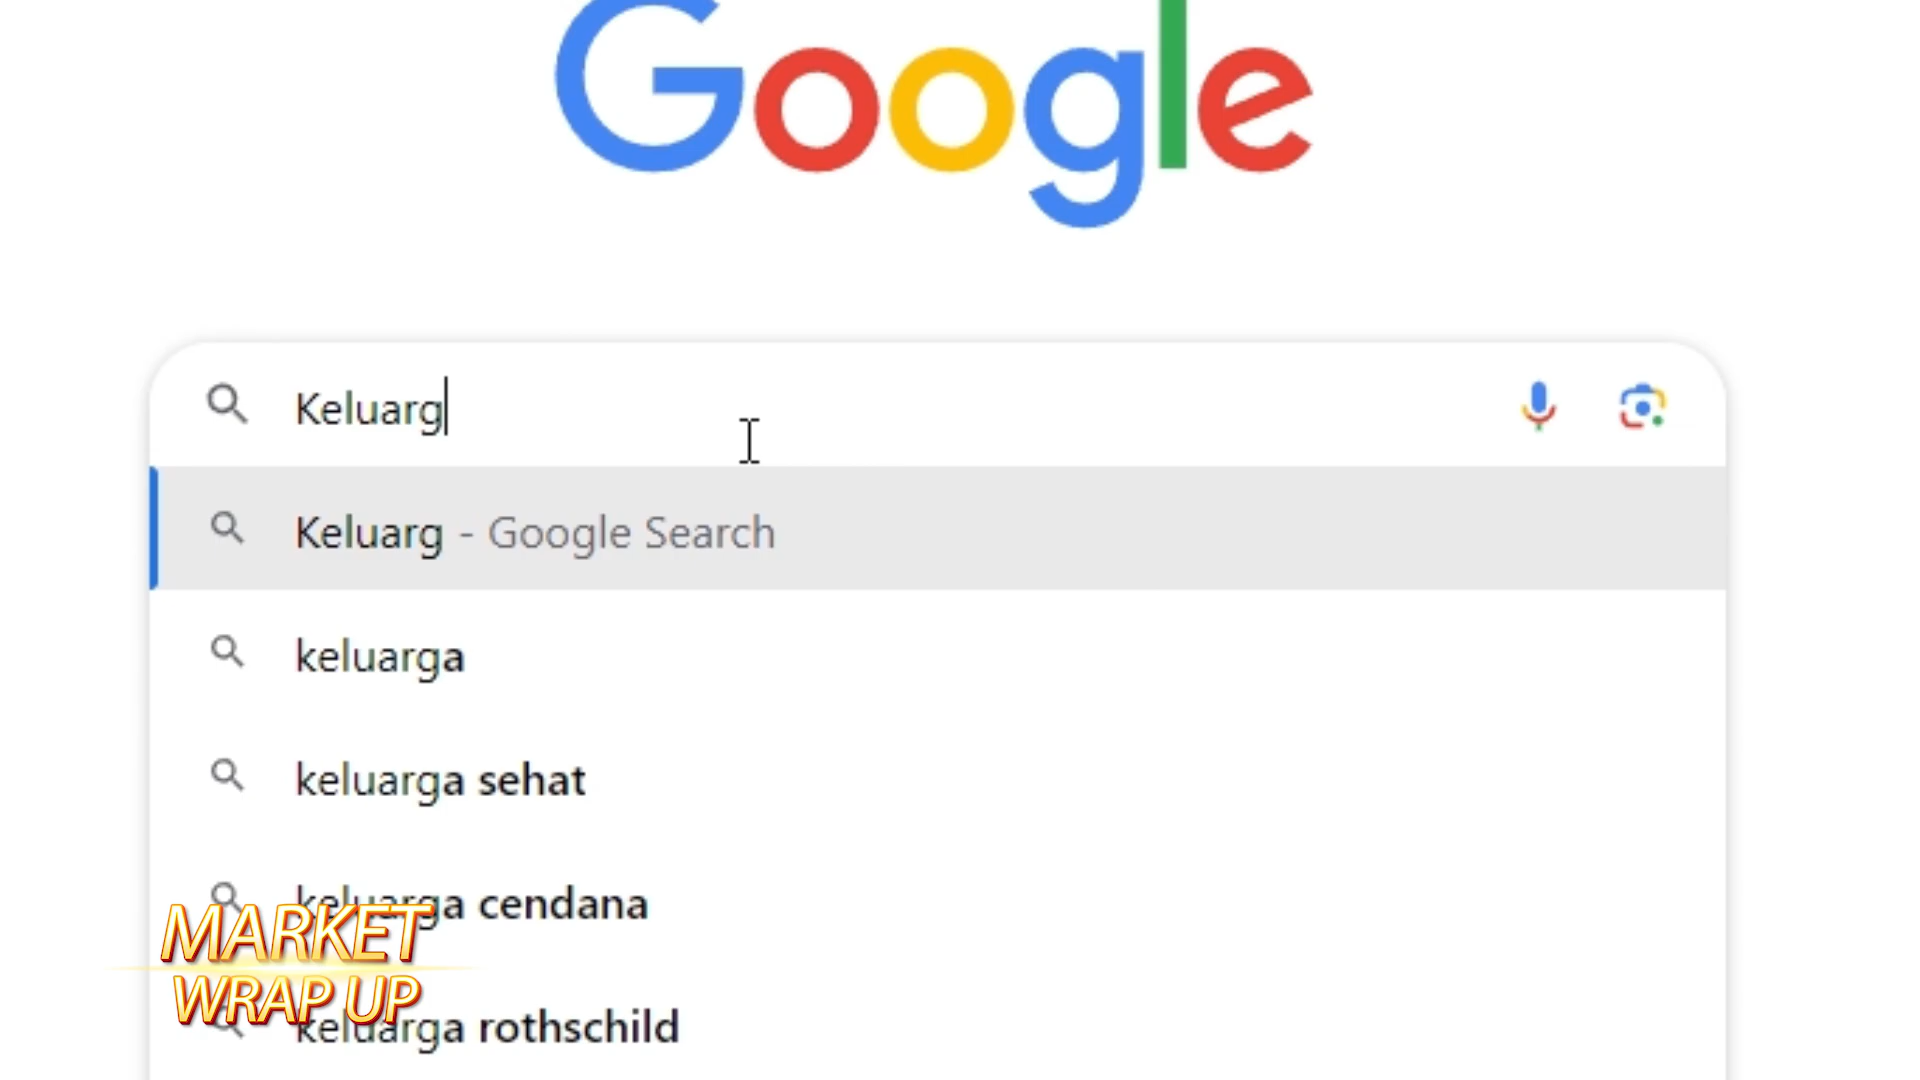 Google
Keluarg
Keluarg - Google Search
keluarga
keluarga sehat
keluarga cendana
MARKET
WRAP UP
keluarga rothschild